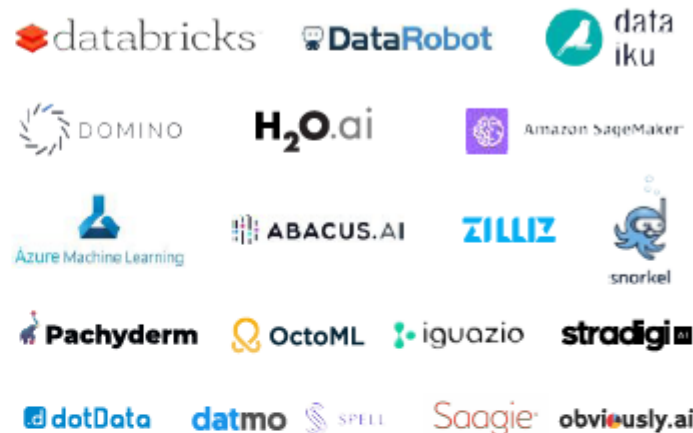 databricks
DataRobot
data
iku
DOMINO
H₂O.ai
Amazon SageMaker
Azure Machine Learning
ABACUS.AI
ZILLIZ
snorkel
Pachyderm
OctoML
iguazio
stradigi AI
.d dotData
datmo
SPELL
Saagie
obviously.ai